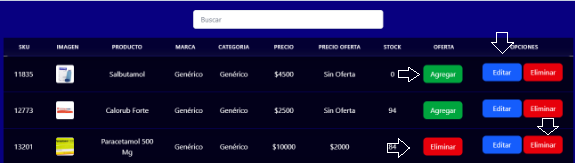 Buscar
SKU IMAGEN PRODUCTO MARCA CATEGORIA PRECIO PRECIO OFERTA STOCK OFERTA OPCIONES
11835 Salbutamol Genérico Genérico $4500 Sin Oferta 0 Agregar Editar Eliminar
12773 Calorub Forte Genérico Genérico $2500 Sin Oferta 94 Agregar Editar Eliminar
13201 Paracetamol 500 Mg Genérico Genérico $10000 $2000 84 Eliminar Editar Eliminar